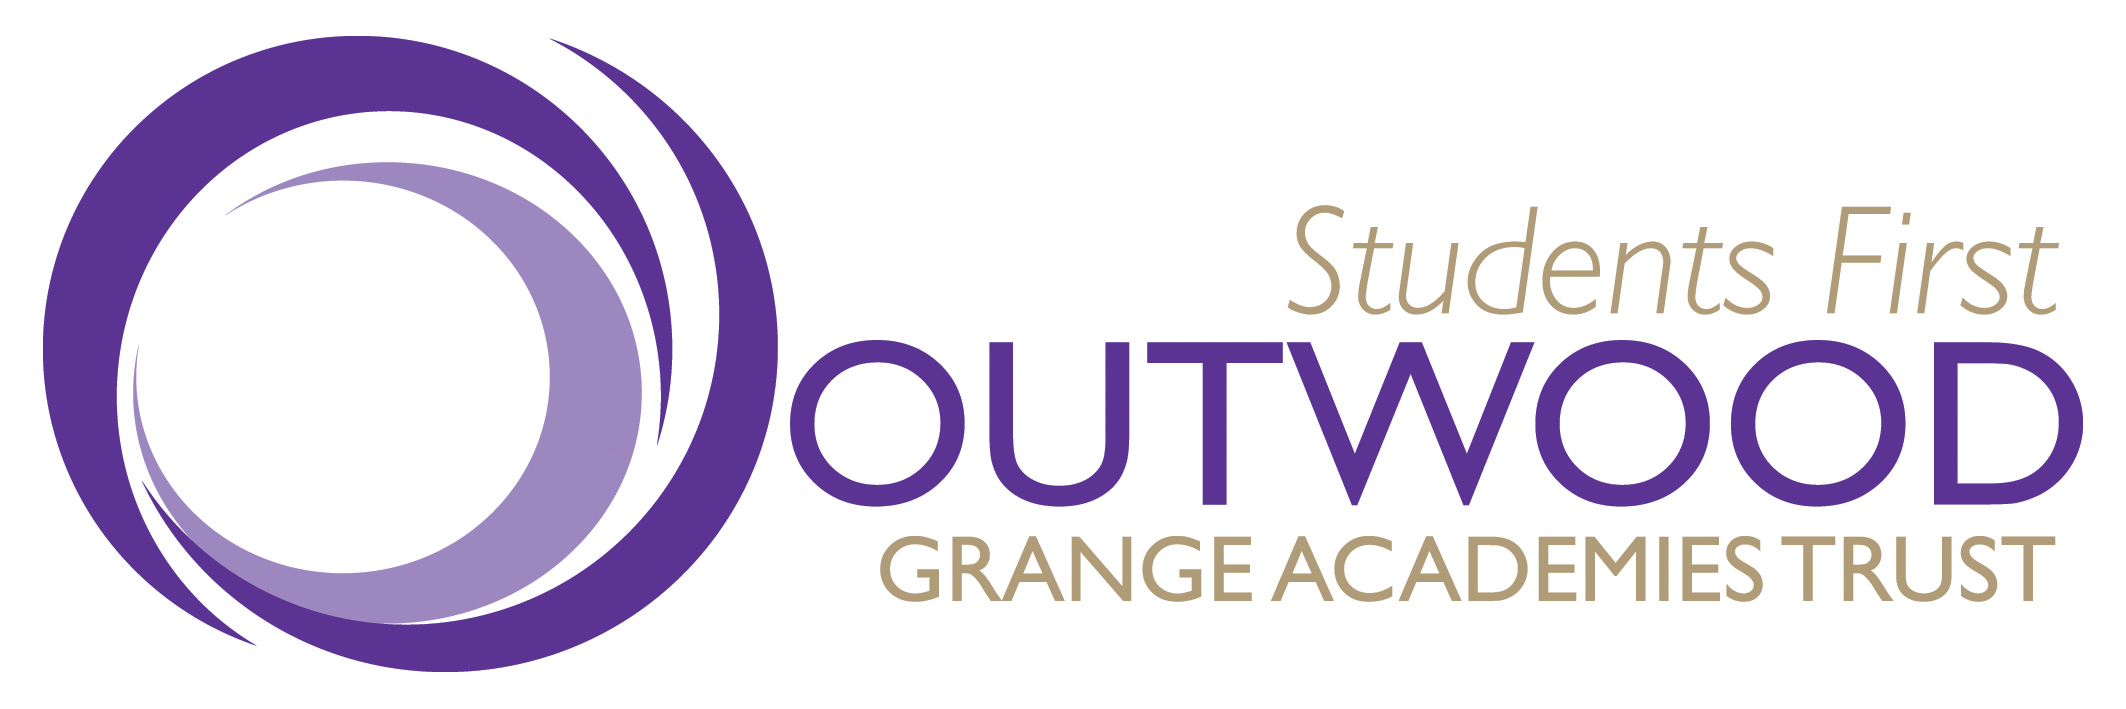 Students First
OUTWOOD
GRANGE ACADEMIES TRUST